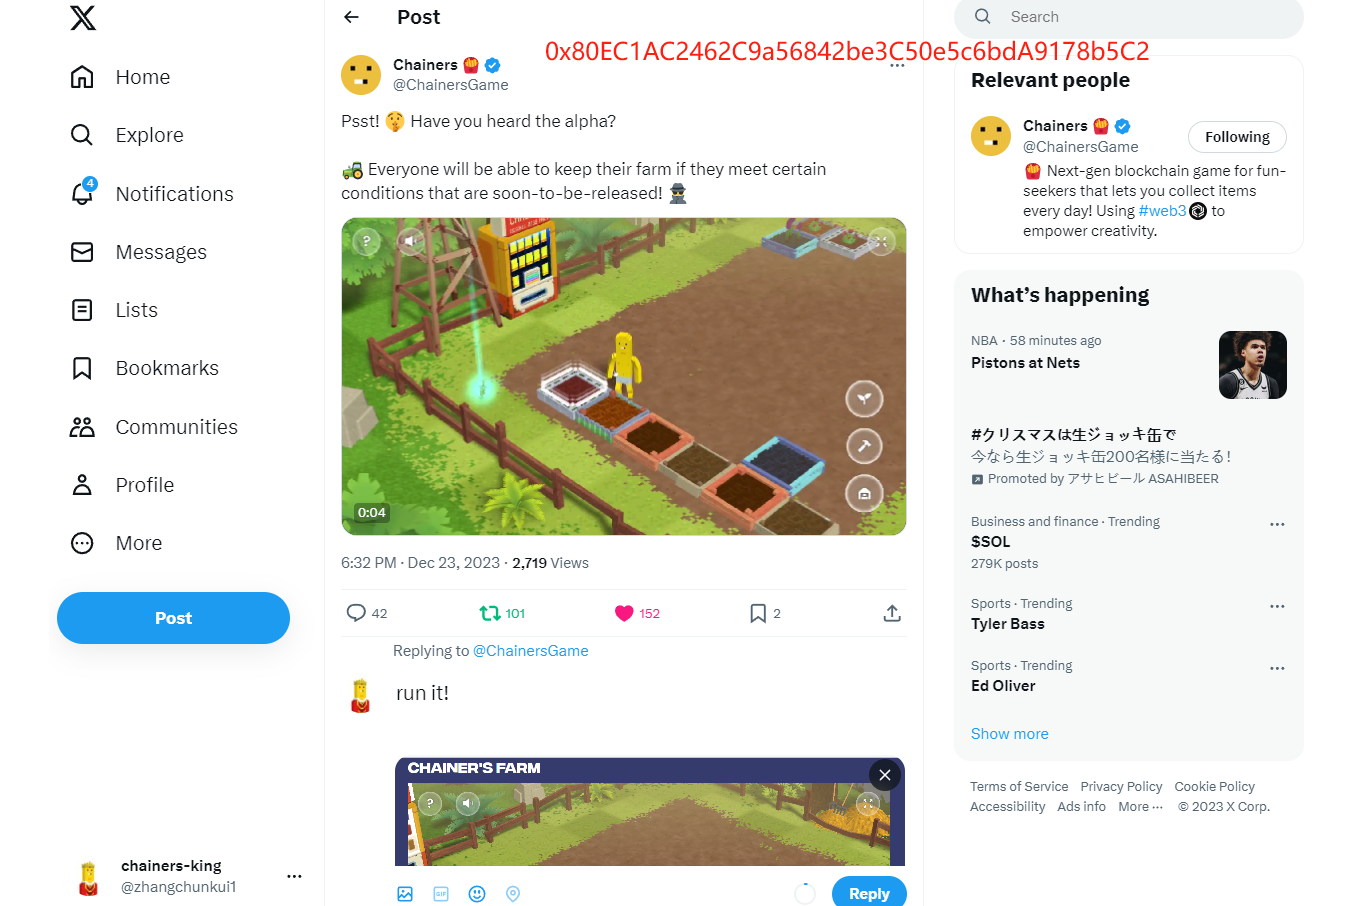 Home
Explore
4
Notifications
Messages
Lists
Bookmarks
Communities
Profile
More
Post
chainers-king
@zhangchunkui1
Post
0x80EC1AC2462C9a56842be3C50e5c6bdA9178b5C2
Chainers
@ChainersGame
Psst! 🤫 Have you heard the alpha?
🚜 Everyone will be able to keep their farm if they meet certain
conditions that are soon-to-be-released! 🕵
?
0:04
6:32 PM · Dec 23, 2023 · 2,719 Views
42
101
152
2
Replying to @ChainersGame
run it!
CHAINER'S FARM
?
GIF
Reply
Search
Relevant people
Chainers
@ChainersGame
Following
🍟 Next-gen blockchain game for fun-
seekers that lets you collect items
every day! Using #web3 to
empower creativity.
What's happening
NBA · 58 minutes ago
Pistons at Nets
#クリスマスは生ジョッキ缶で
今なら生ジョッキ缶200名様に当たる！
Promoted by アサヒビール ASAHIBEER
Business and finance · Trending
$SOL
279K posts
Sports · Trending
Tyler Bass
Sports · Trending
Ed Oliver
Show more
Terms of Service Privacy Policy Cookie Policy
Accessibility Ads info More ··· © 2023 X Corp.